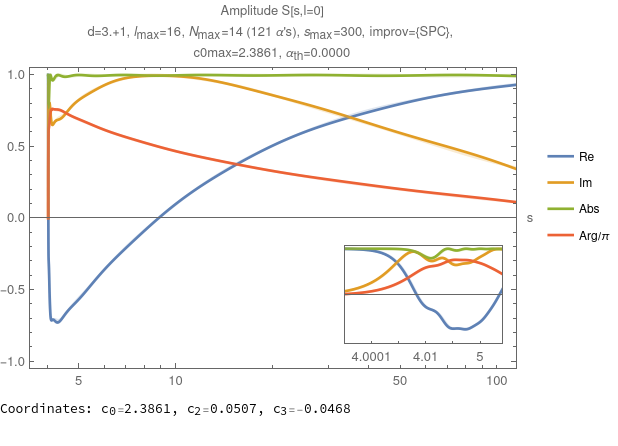 Amplitude S[s,l=0]
d=3.+1, lmax=16, Nmax=14 (121 α's), smax=300, improv={SPC},
c0max=2.3861, αth=0.0000
1.0
0.5
0.0
−0.5
−1.0
5
10
50
100
s
4.0001
4.01
5
Re
Im
Abs
Arg/π
Coordinates: c0=2.3861, c2=0.0507, c3=-0.0468